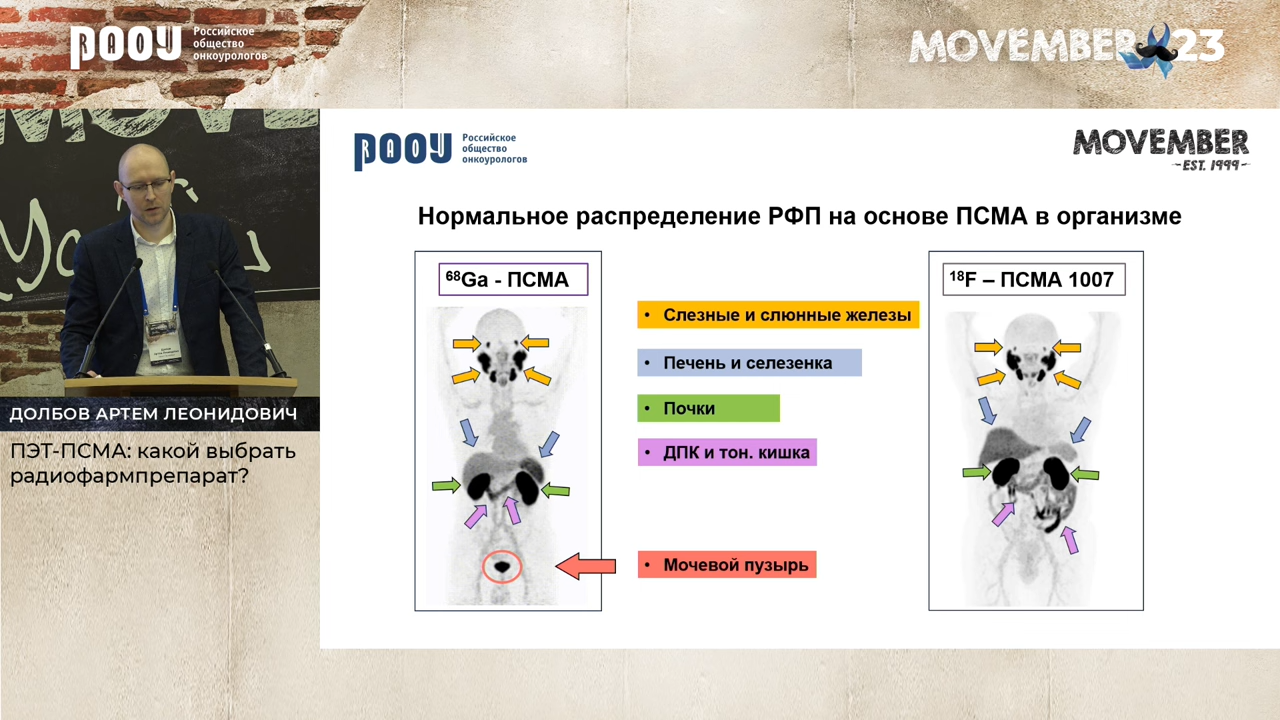 РООУ
Российское
общество
онкоурологов
MOVEMBER 23
РООУ
Российское
общество
онкоурологов
MOVEMBER
EST. 1999
Нормальное распределение РФП на основе ПСМА в организме
⁶⁸Ga - ПСМА
¹⁸F – ПСМА 1007
• Слезные и слюнные железы
• Печень и селезенка
• Почки
• ДПК и тон. кишка
• Мочевой пузырь
ДОЛБОВ АРТЕМ ЛЕОНИДОВИЧ
ПЭТ-ПСМА: какой выбрать
радиофармпрепарат?